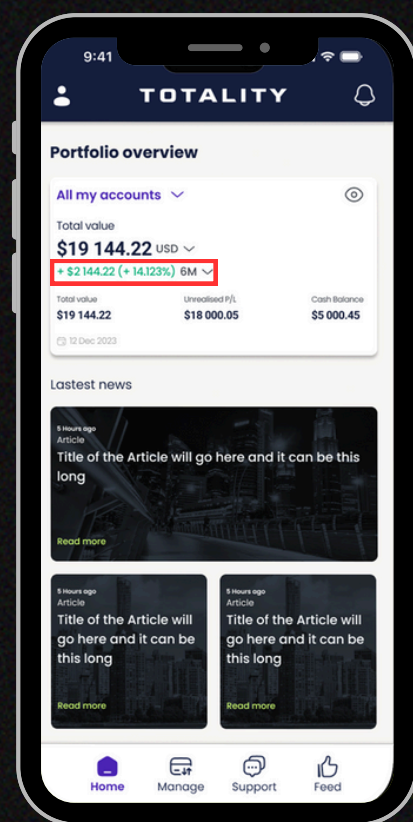 9:41
TOTALITY
Portfolio overview
All my accounts
Total value
$19 144.22 USD
+ $2 144.22 (+ 14.123%) 6M
Total value Unrealised P/L Cash Balance
$19 144.22 $18 000.05 $5 000.45
12 Dec 2023
Lastest news
5 Hours ago
Article
Title of the Article will go here and it can be this
long
Read more
5 Hours ago
Article
Title of the Article will
go here and it can be
this long
Read more
5 Hours ago
Article
Title of the Article will
go here and it can be
this long
Read more
Home Manage Support Feed